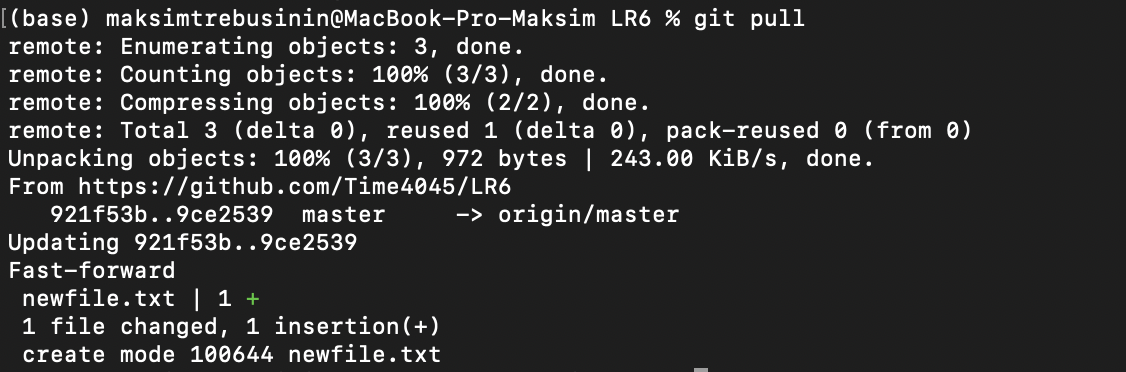 [(base) maksimtrebusinin@MacBook-Pro-Maksim LR6 % git pull
remote: Enumerating objects: 3, done.
remote: Counting objects: 100% (3/3), done.
remote: Compressing objects: 100% (2/2), done.
remote: Total 3 (delta 0), reused 1 (delta 0), pack-reused 0 (from 0)
Unpacking objects: 100% (3/3), 972 bytes | 243.00 KiB/s, done.
From https://github.com/Time4045/LR6
   921f53b..9ce2539  master     -> origin/master
Updating 921f53b..9ce2539
Fast-forward
 newfile.txt | 1 +
 1 file changed, 1 insertion(+)
 create mode 100644 newfile.txt